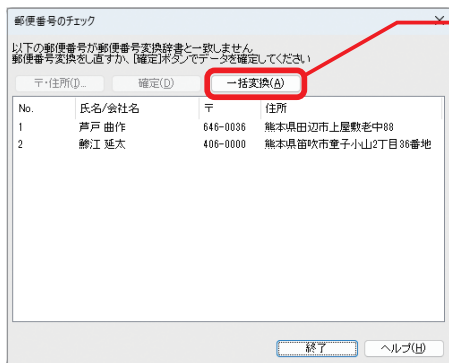 郵便番号のチェック
以下の郵便番号が郵便番号変換辞書と一致しません
郵便番号変換をし直すか、[確定]ボタンでデータを確定してください
〒・住所(I)... 確定(D) 一括変換(A)
No. 氏名/会社名 〒 住所
1 芦戸 曲作 646-0036 熊本県田辺市上屋敷老中88
2 鰺江 延太 406-0000 熊本県笛吹市童子小山2丁目36番地
終了 ヘルプ(H)